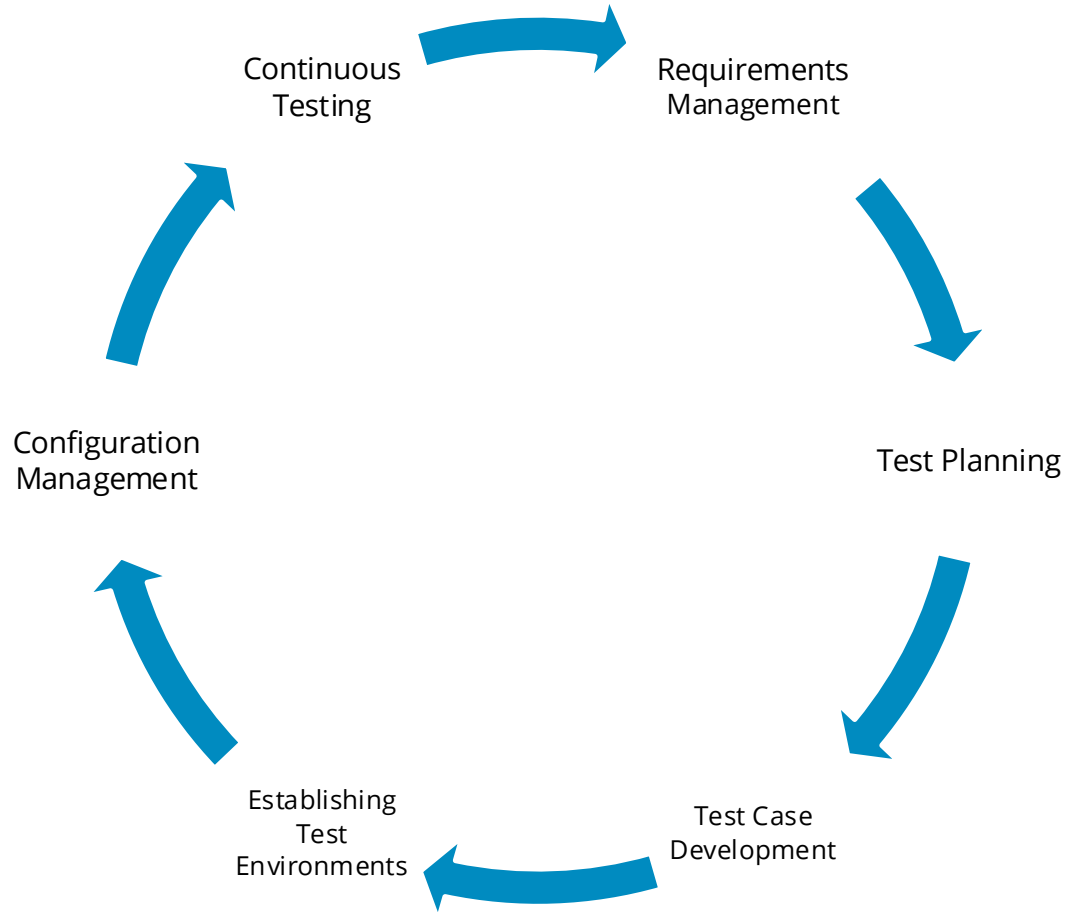 Continuous
Testing
Requirements
Management
Test Planning
Test Case
Development
Establishing
Test
Environments
Configuration
Management